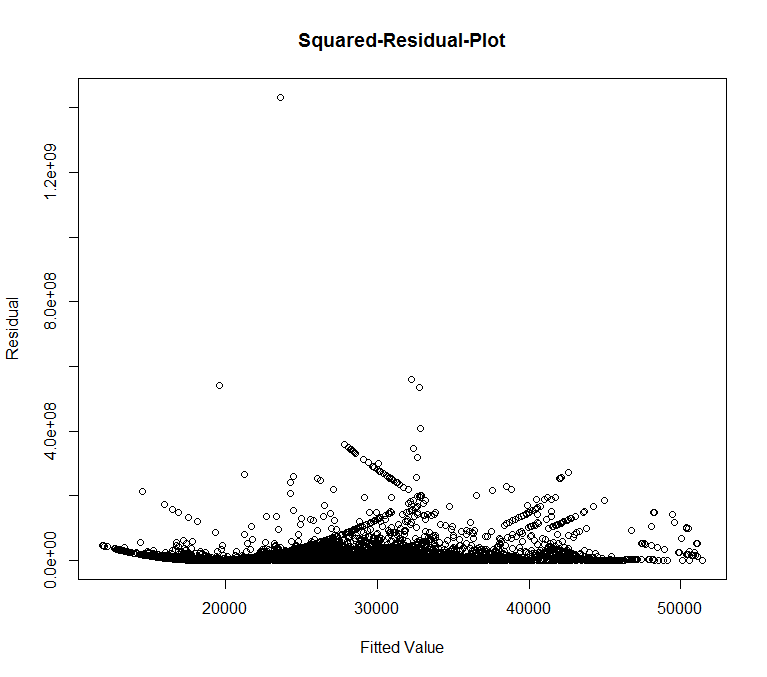 Squared-Residual-Plot
Residual
1.2e+09
8.0e+08
4.0e+08
0.0e+00
20000 30000 40000 50000
Fitted Value